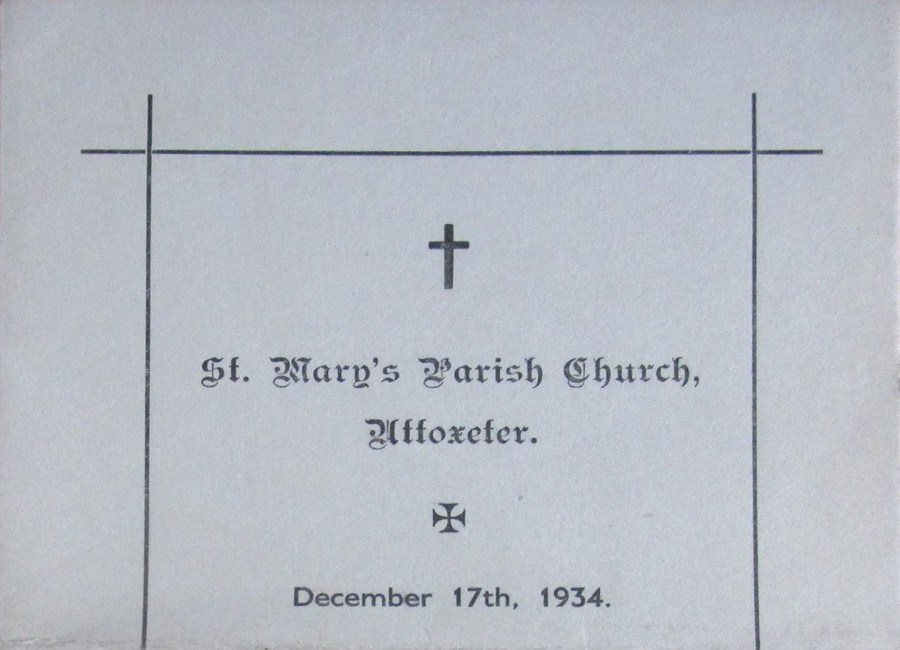 St. Mary's Parish Church,
Uttoxeter.
December 17th, 1934.